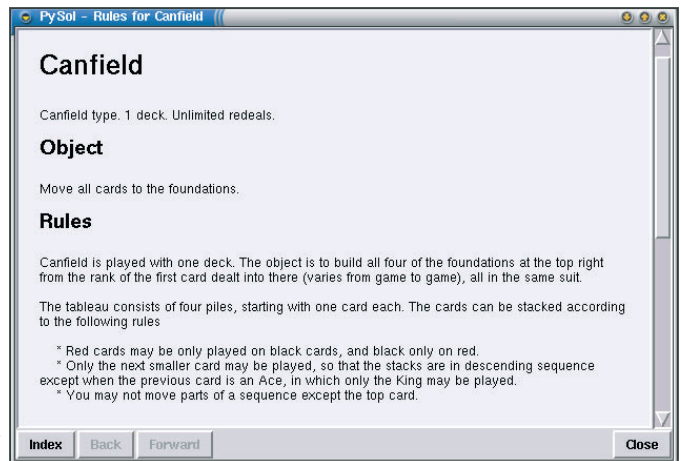 PySol - Rules for Canfield
Canfield
Canfield type. 1 deck. Unlimited redeals.
Object
Move all cards to the foundations.
Rules
Canfield is played with one deck. The object is to build all four of the foundations at the top right
from the rank of the first card dealt into there (varies from game to game), all in the same suit.
The tableau consists of four piles, starting with one card each. The cards can be stacked according
to the following rules
* Red cards may be only played on black cards, and black only on red.
* Only the next smaller card may be played, so that the stacks are in descending sequence
except when the previous card is an Ace, in which only the King may be played.
* You may not move parts of a sequence except the top card.
Index Back Forward Close